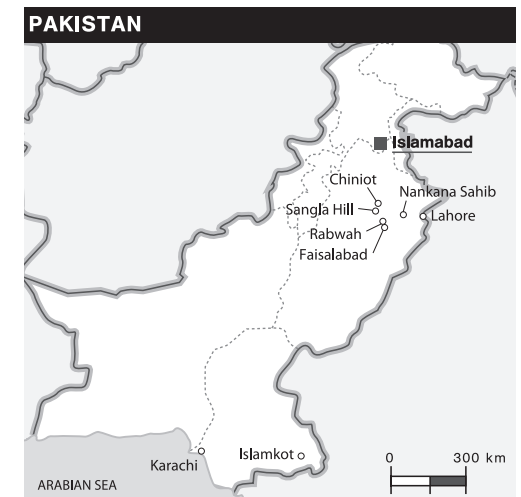 PAKISTAN
Islamabad
Chiniot
Nankana Sahib
Sangla Hill
Lahore
Rabwah
Faisalabad
Karachi
Islamkot
0 300 km
ARABIAN SEA